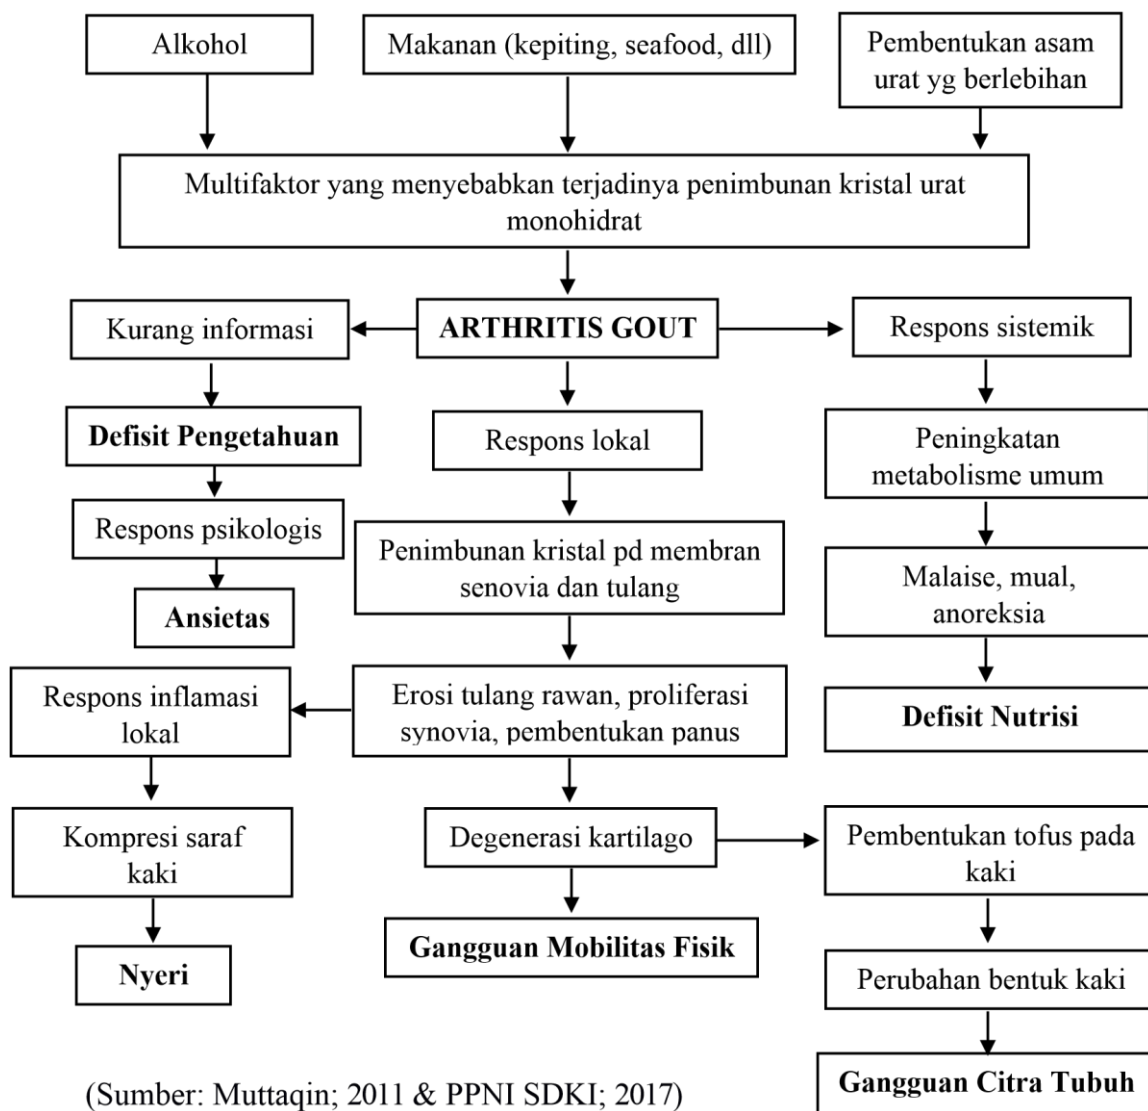 Alkohol
Makanan (kepiting, seafood, dll)
Pembentukan asam
urat yg berlebihan
Multifaktor yang menyebabkan terjadinya penimbunan kristal urat
monohidrat
Kurang informasi
ARTHRITIS GOUT
Respons sistemik
Defisit Pengetahuan
Respons lokal
Peningkatan
metabolisme umum
Respons psikologis
Penimbunan kristal pd membran
senovia dan tulang
Malaise, mual,
anoreksia
Ansietas
Respons inflamasi
lokal
Erosi tulang rawan, proliferasi
synovia, pembentukan panus
Defisit Nutrisi
Kompresi saraf
kaki
Degenerasi kartilago
Pembentukan tofus pada
kaki
Nyeri
Gangguan Mobilitas Fisik
Perubahan bentuk kaki
Gangguan Citra Tubuh
(Sumber: Muttaqin; 2011 & PPNI SDKI; 2017)